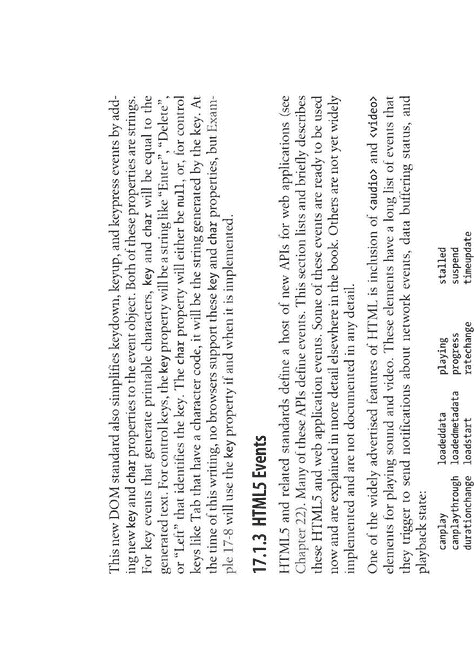 This new DOM standard also simplifies keydown, keyup, and keypress events by add-
ing new key and char properties to the event object. Both of these properties are strings.
For key events that generate printable characters, key and char will be equal to the
generated text. For control keys, the key property will be a string like “Enter”, “Delete”,
or “Left” that identifies the key. The char property will either be null, or, for control
keys like Tab that have a character code, it will be the string generated by the key. At
the time of this writing, no browsers support these key and char properties, but Exam-
ple 17-8 will use the key property if and when it is implemented.
17.1.3 HTML5 Events
HTML5 and related standards define a host of new APIs for web applications (see
Chapter 22). Many of these APIs define events. This section lists and briefly describes
these HTML5 and web application events. Some of these events are ready to be used
now and are explained in more detail elsewhere in the book. Others are not yet widely
implemented and are not documented in any detail.
One of the widely advertised features of HTML is inclusion of <audio> and <video>
elements for playing sound and video. These elements have a long list of events that
they trigger to send notifications about network events, data buffering status, and
playback state:
canplay loadeddata playing stalled
canplaythrough loadedmetadata progress suspend
durationchange loadstart ratechange timeupdate